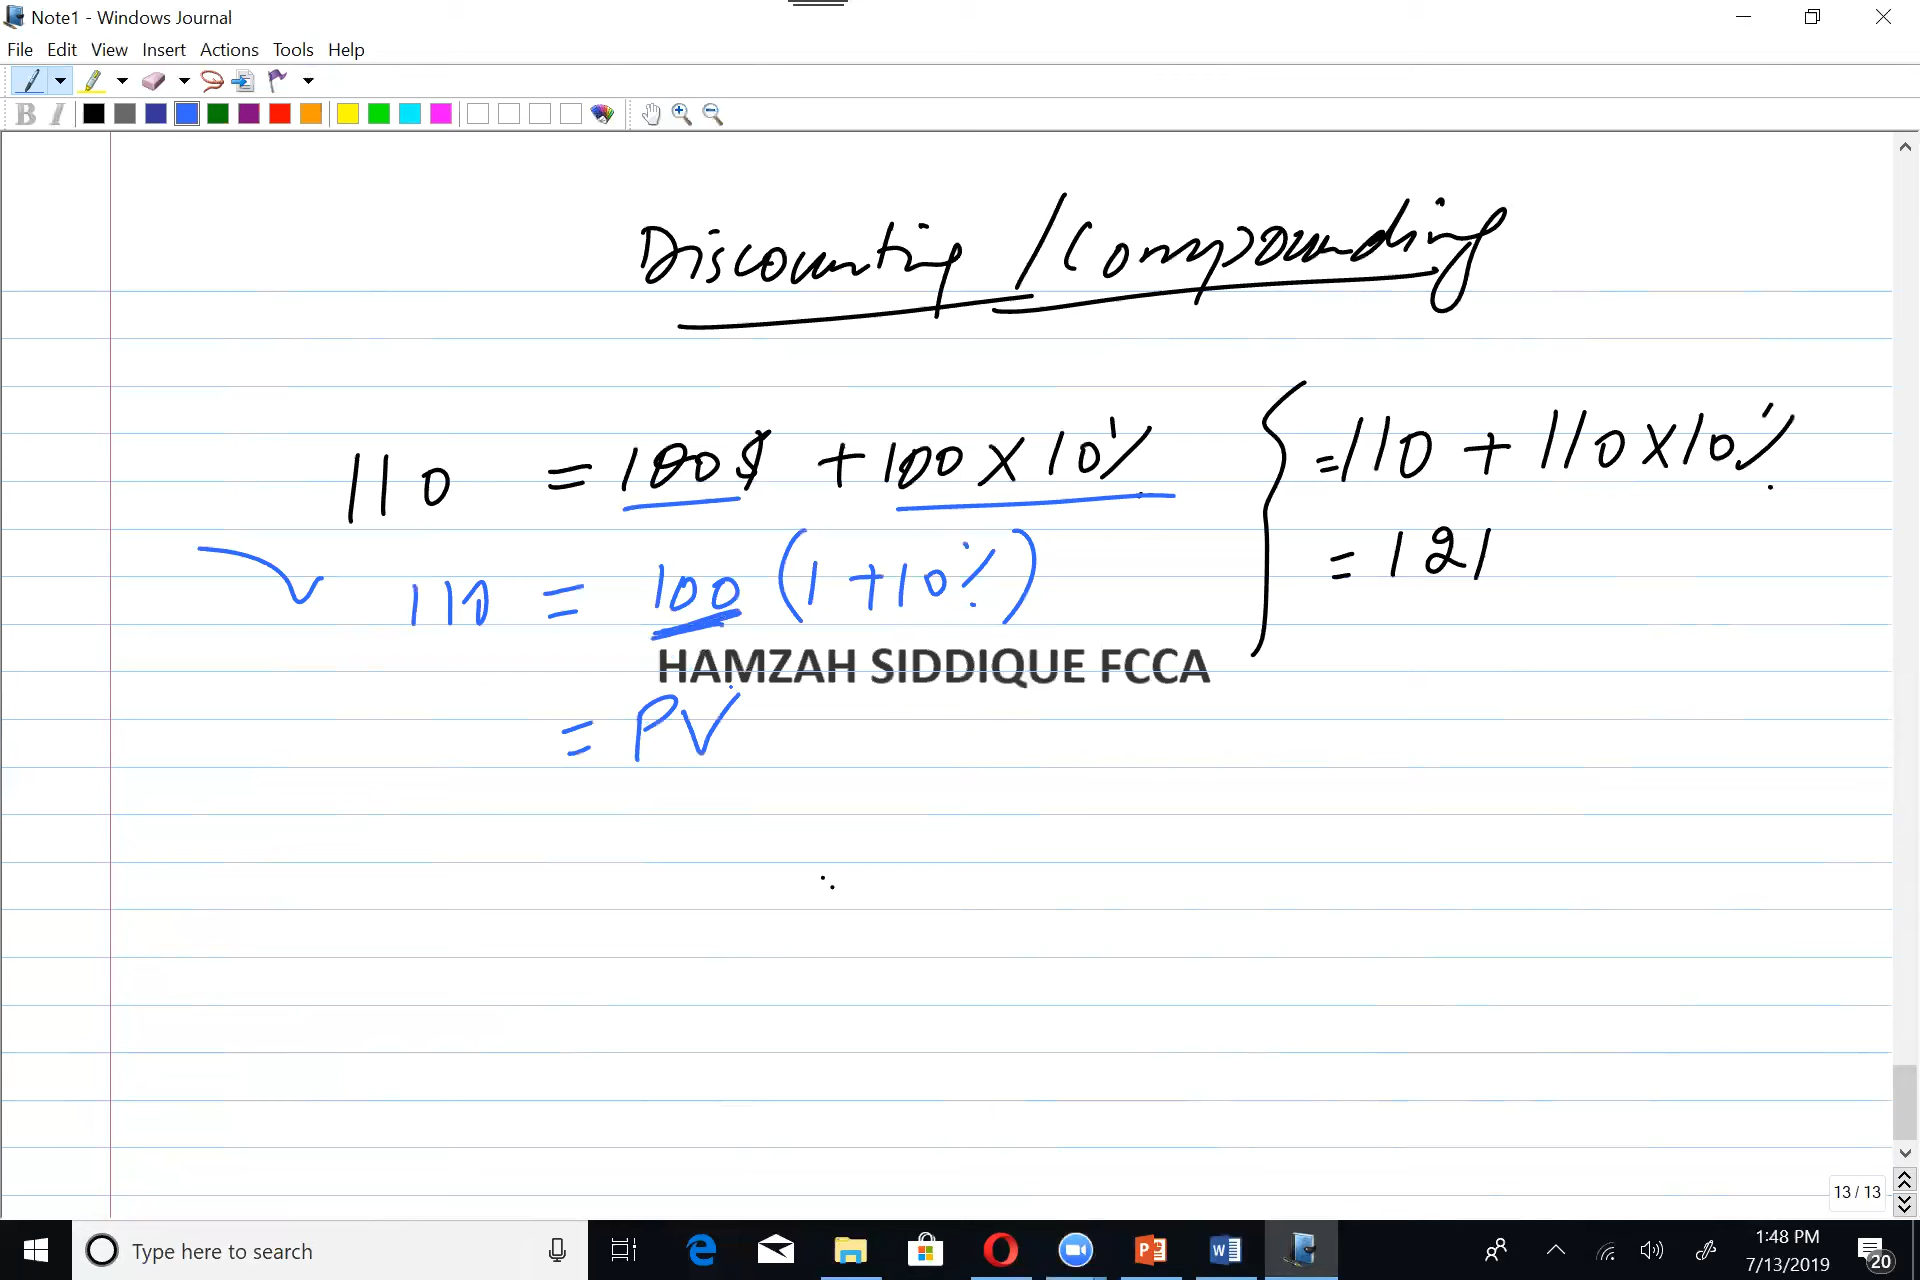 Note1 - Windows Journal
File Edit View Insert Actions Tools Help
B I
Discounting / Compounding
110 = 100$ + 100 x 10%
= 110 + 110 x 10%
= 121
110 = 100 (1 + 10%)
HAMZAH SIDDIQUE FCCA
= PV
13 / 13
Type here to search
1:48 PM
7/13/2019
20